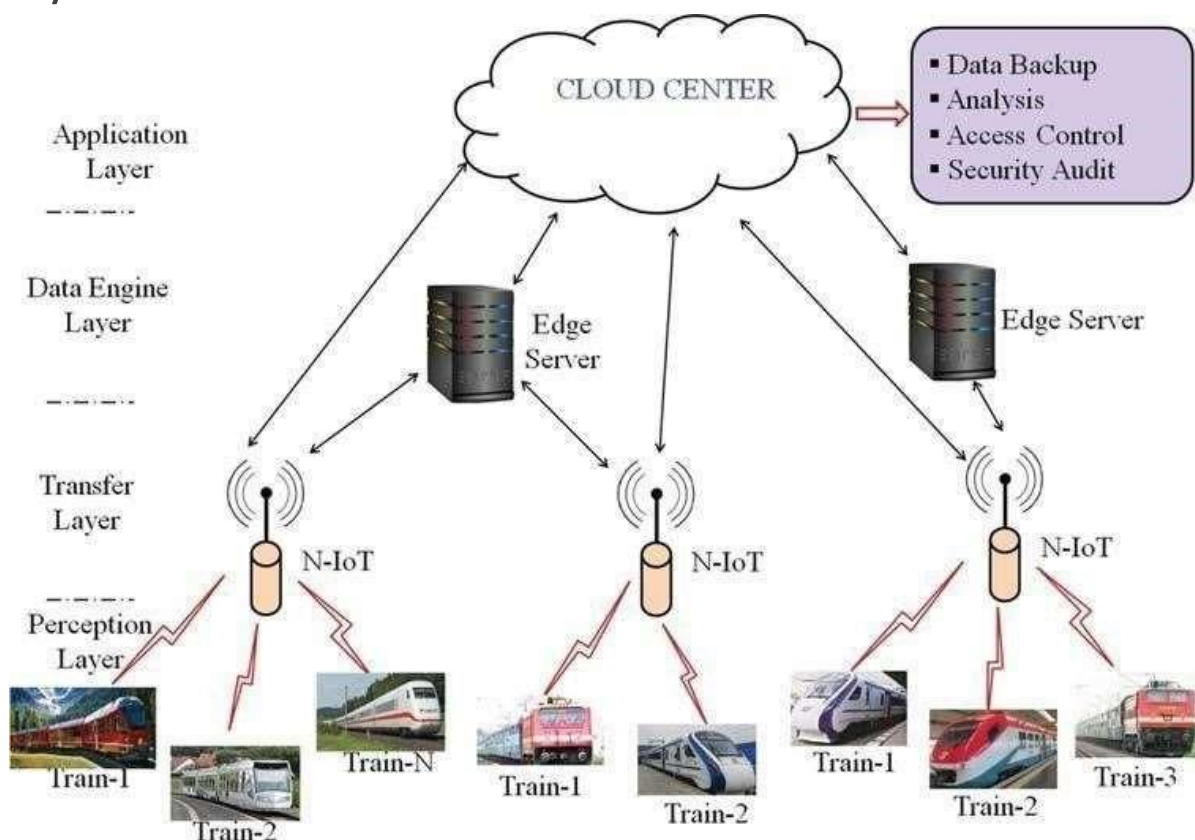 CLOUD CENTER
▪ Data Backup
▪ Analysis
▪ Access Control
▪ Security Audit
Application
Layer
Data Engine
Layer
Edge
Server
Edge Server
Transfer
Layer
N-IoT
N-IoT
N-IoT
Perception
Layer
Train-1
Train-2
Train-N
Train-1
Train-2
Train-1
Train-2
Train-3